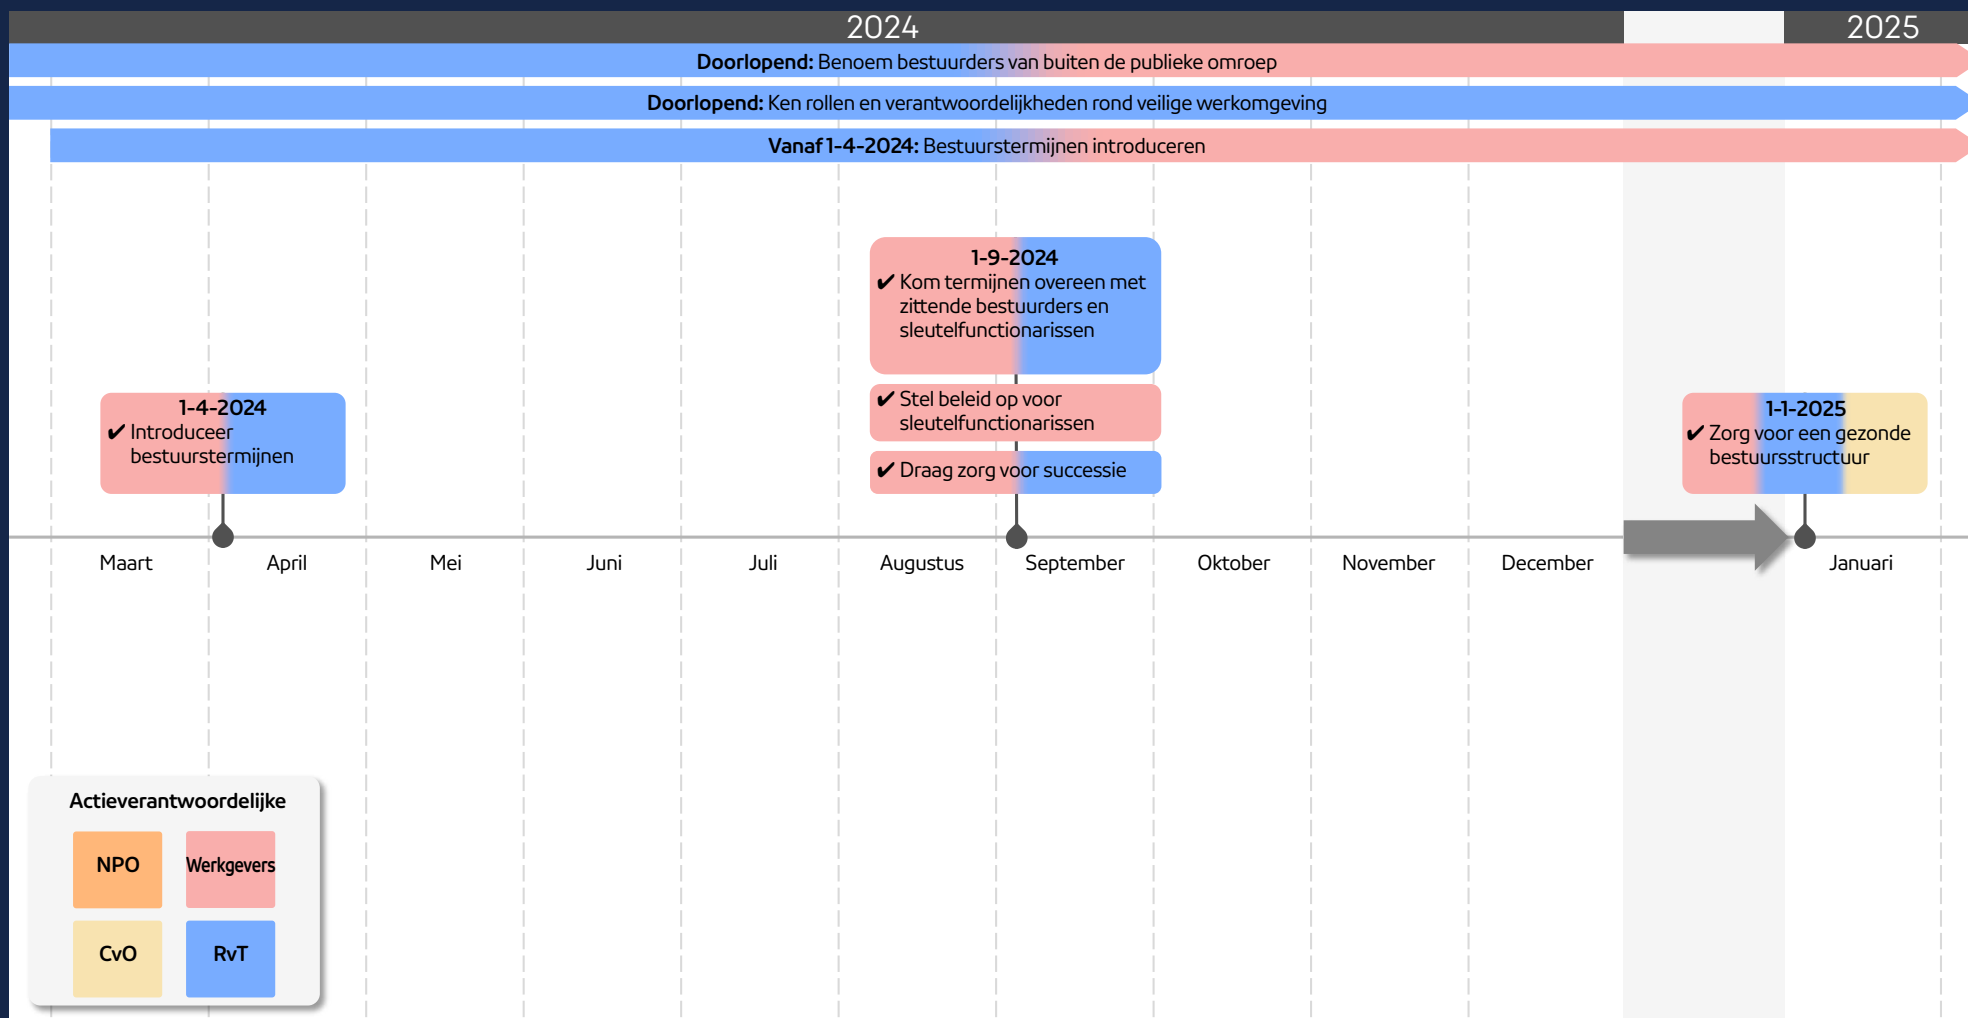 2024
2025
Doorlopend: Benoem bestuurders van buiten de publieke omroep
Doorlopend: Ken rollen en verantwoordelijkheden rond veilige werkomgeving
Vanaf 1-4-2024: Bestuurstermijnen introduceren
1-4-2024
✔ Introduceer
bestuurstermijnen
1-9-2024
✔ Kom termijnen overeen met
zittende bestuurders en
sleutelfunctionarissen
✔ Stel beleid op voor
sleutelfunctionarissen
✔ Draag zorg voor successie
1-1-2025
✔ Zorg voor een gezonde
bestuursstructuur
Maart
April
Mei
Juni
Juli
Augustus
September
Oktober
November
December
Januari
Actieverantwoordelijke
NPO
Werkgevers
CvO
RvT